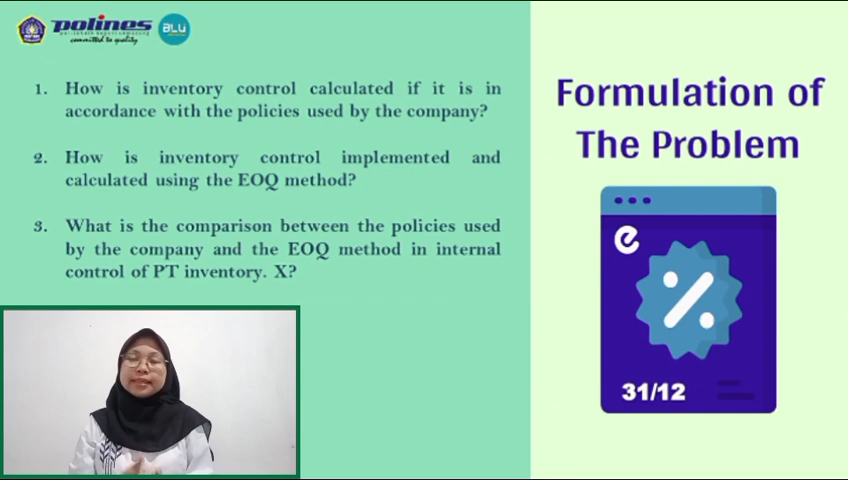 polines
committed to quality
BLU
1. How is inventory control calculated if it is in
accordance with the policies used by the company?
2. How is inventory control implemented and
calculated using the EOQ method?
3. What is the comparison between the policies used
by the company and the EOQ method in internal
control of PT inventory. X?
Formulation of
The Problem
e
31/12